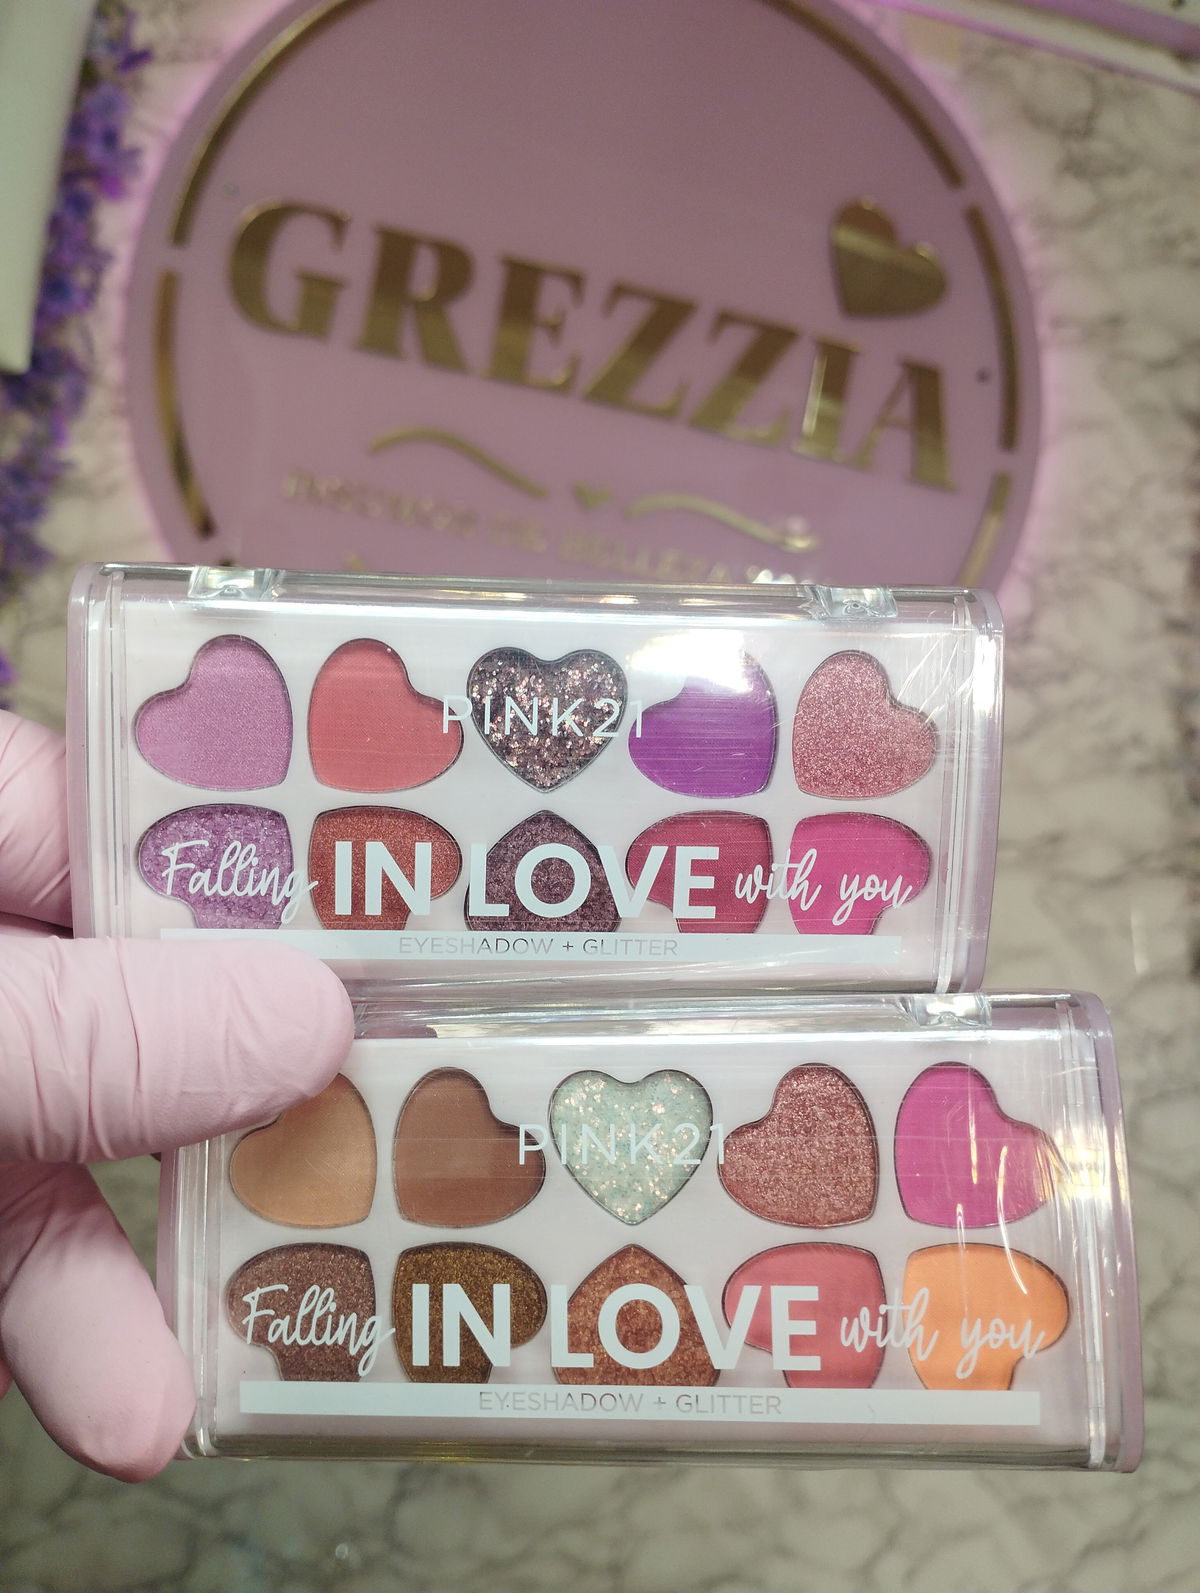 GREZZIA
PINK21
Falling IN LOVE with you
EYESHADOW + GLITTER
PINK21
Falling IN LOVE with you
EYESHADOW + GLITTER